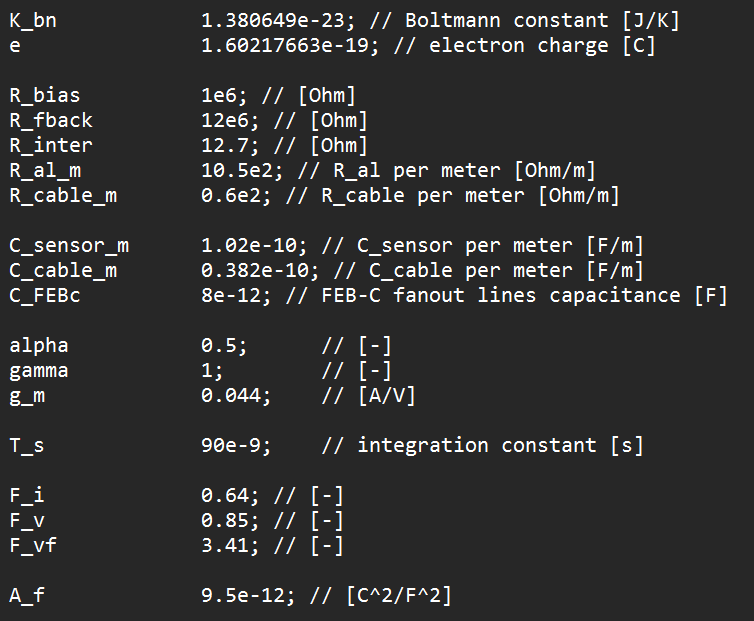 K_bn 1.380649e-23; // Boltmann constant [J/K]
e 1.60217663e-19; // electron charge [C]
R_bias 1e6; // [Ohm]
R_fback 12e6; // [Ohm]
R_inter 12.7; // [Ohm]
R_al_m 10.5e2; // R_al per meter [Ohm/m]
R_cable_m 0.6e2; // R_cable per meter [Ohm/m]
C_sensor_m 1.02e-10; // C_sensor per meter [F/m]
C_cable_m 0.382e-10; // C_cable per meter [F/m]
C_FEBc 8e-12; // FEB-C fanout lines capacitance [F]
alpha 0.5; // [-]
gamma 1; // [-]
g_m 0.044; // [A/V]
T_s 90e-9; // integration constant [s]
F_i 0.64; // [-]
F_v 0.85; // [-]
F_vf 3.41; // [-]
A_f 9.5e-12; // [C^2/F^2]